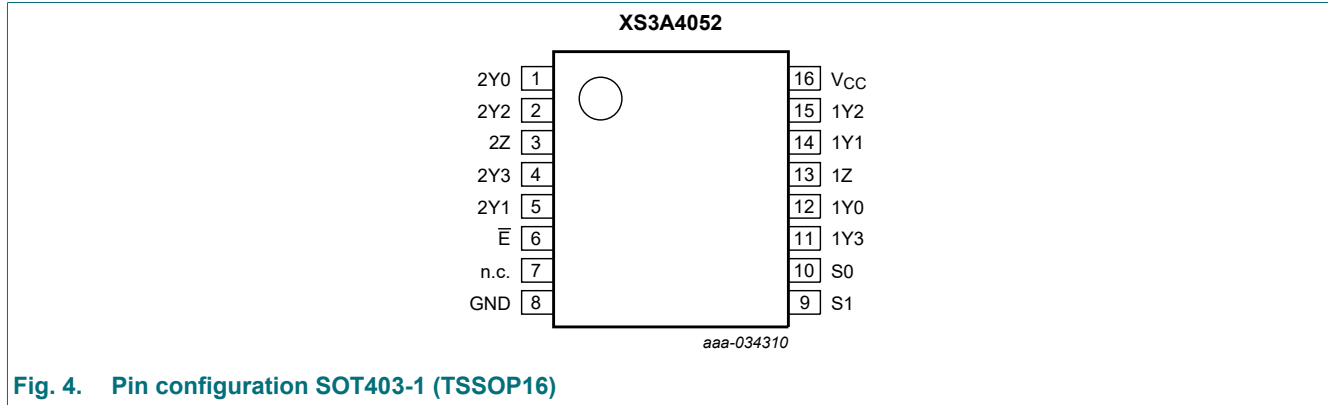 XS3A4052
2Y0 1 16 VCC
2Y2 2 15 1Y2
2Z 3 14 1Y1
2Y3 4 13 1Z
2Y1 5 12 1Y0
E̅ 6 11 1Y3
n.c. 7 10 S0
GND 8 9 S1
aaa-034310
Fig. 4. Pin configuration SOT403-1 (TSSOP16)